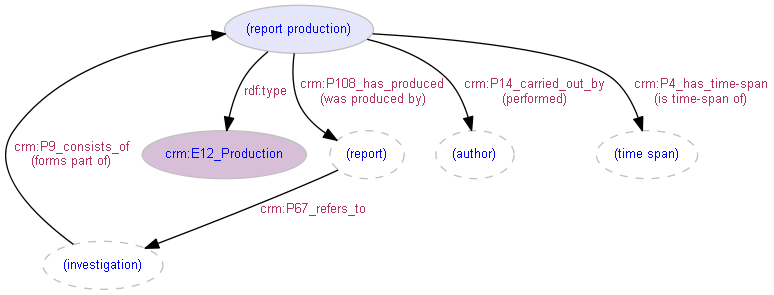 (report production)
rdf:type
crm:P108_has_produced
(was produced by)
crm:P14_carried_out_by
(performed)
crm:P4_has_time-span
(is time-span of)
crm:P9_consists_of
(forms part of)
crm:E12_Production
(report)
(author)
(time span)
crm:P67_refers_to
(investigation)